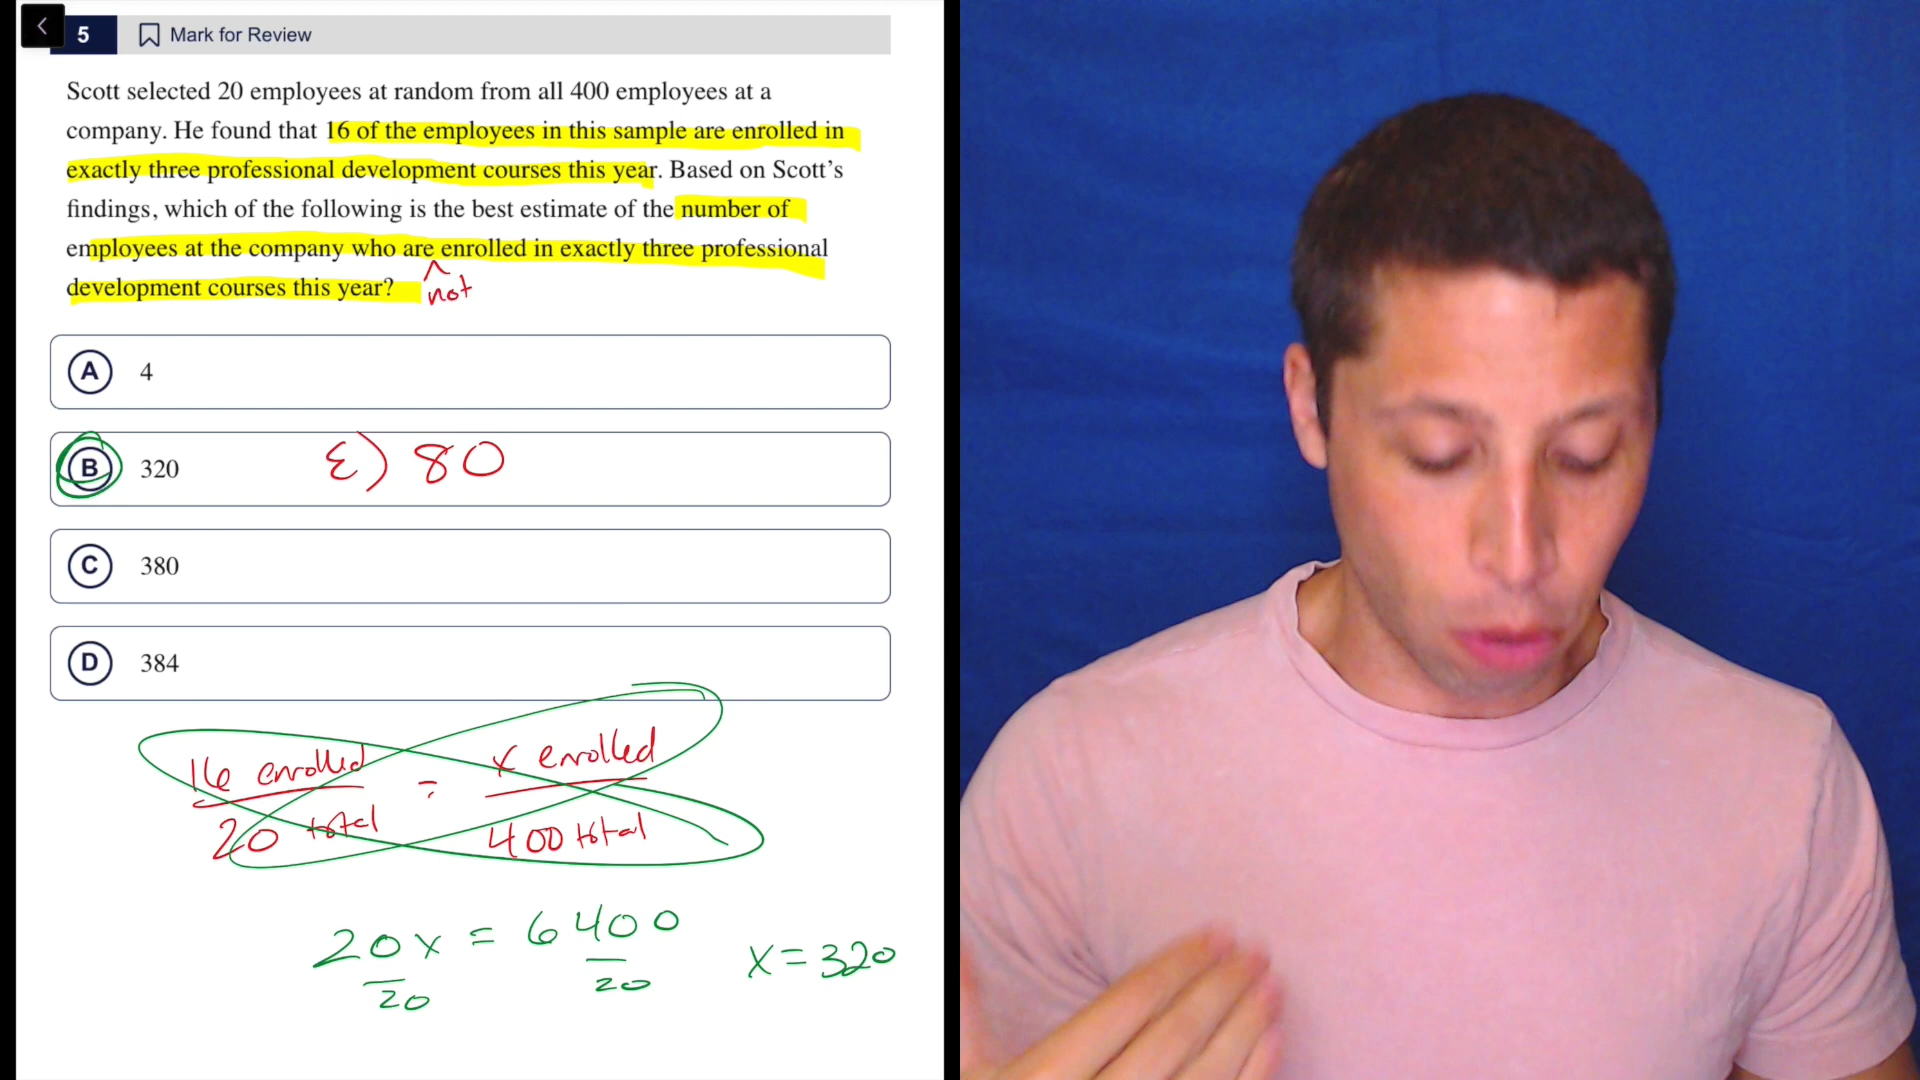 5 Mark for Review
Scott selected 20 employees at random from all 400 employees at a
company. He found that 16 of the employees in this sample are enrolled in
exactly three professional development courses this year. Based on Scott’s
findings, which of the following is the best estimate of the number of
employees at the company who are enrolled in exactly three professional
development courses this year?
not
A 4
B 320
E) 80
C 380
D 384
16 enrolled = x enrolled
20 total 400 total
20x = 6400 x = 320
20 20